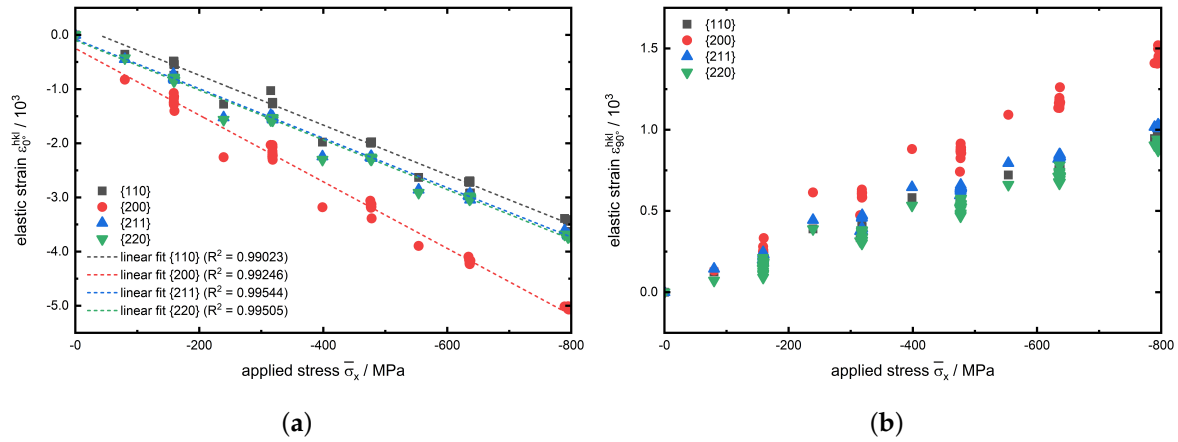 0.0
-1.0
-2.0
-3.0
-4.0
-5.0
elastic strain ε₀°ʰᵏˡ / 10³
{110}
{200}
{211}
{220}
linear fit {110} (R² = 0.99023)
linear fit {200} (R² = 0.99246)
linear fit {211} (R² = 0.99544)
linear fit {220} (R² = 0.99505)
-0 -200 -400 -600 -800
applied stress σ̅ₓ / MPa
(a)
1.5
1.0
0.5
0.0
elastic strain ε₉₀°ʰᵏˡ / 10³
{110}
{200}
{211}
{220}
-0 -200 -400 -600 -800
applied stress σ̅ₓ / MPa
(b)